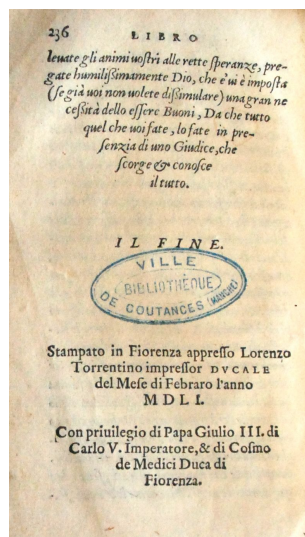 236 LIBRO
leuate gli animi uoſtri alle rette ſperanze, pre-
gate humiliſsimamente Dio, che è ui è impoſta
(ſe già uoi non uolete diſsimulare) una gran ne
ceſsità dello eſſere Buoni, Da che tutto
quel che uoi fate, lo fate in pre-
ſenzia di uno Giudice, che
ſcorge & conoſce
il tutto.
IL FINE.
VILLE
BIBLIOTHÈQUE
DE COUTANCES (MANCHE)
Stampato in Fiorenza appreſſo Lorenzo
Torrentino impreſſor DVCALE
del Meſe di Febraro l'anno
MDLI.
Con priuilegio di Papa Giulio III. di
Carlo V. Imperatore, & di Coſmo
de Medici Duca di
Fiorenza.